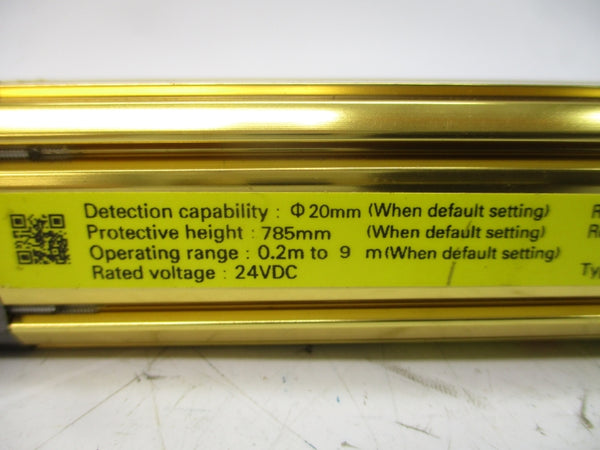 Detection capability : Φ 20mm (When default setting)
Protective height : 785mm (When default setting)
Operating range : 0.2m to 9 m (When default setting)
Rated voltage : 24VDC